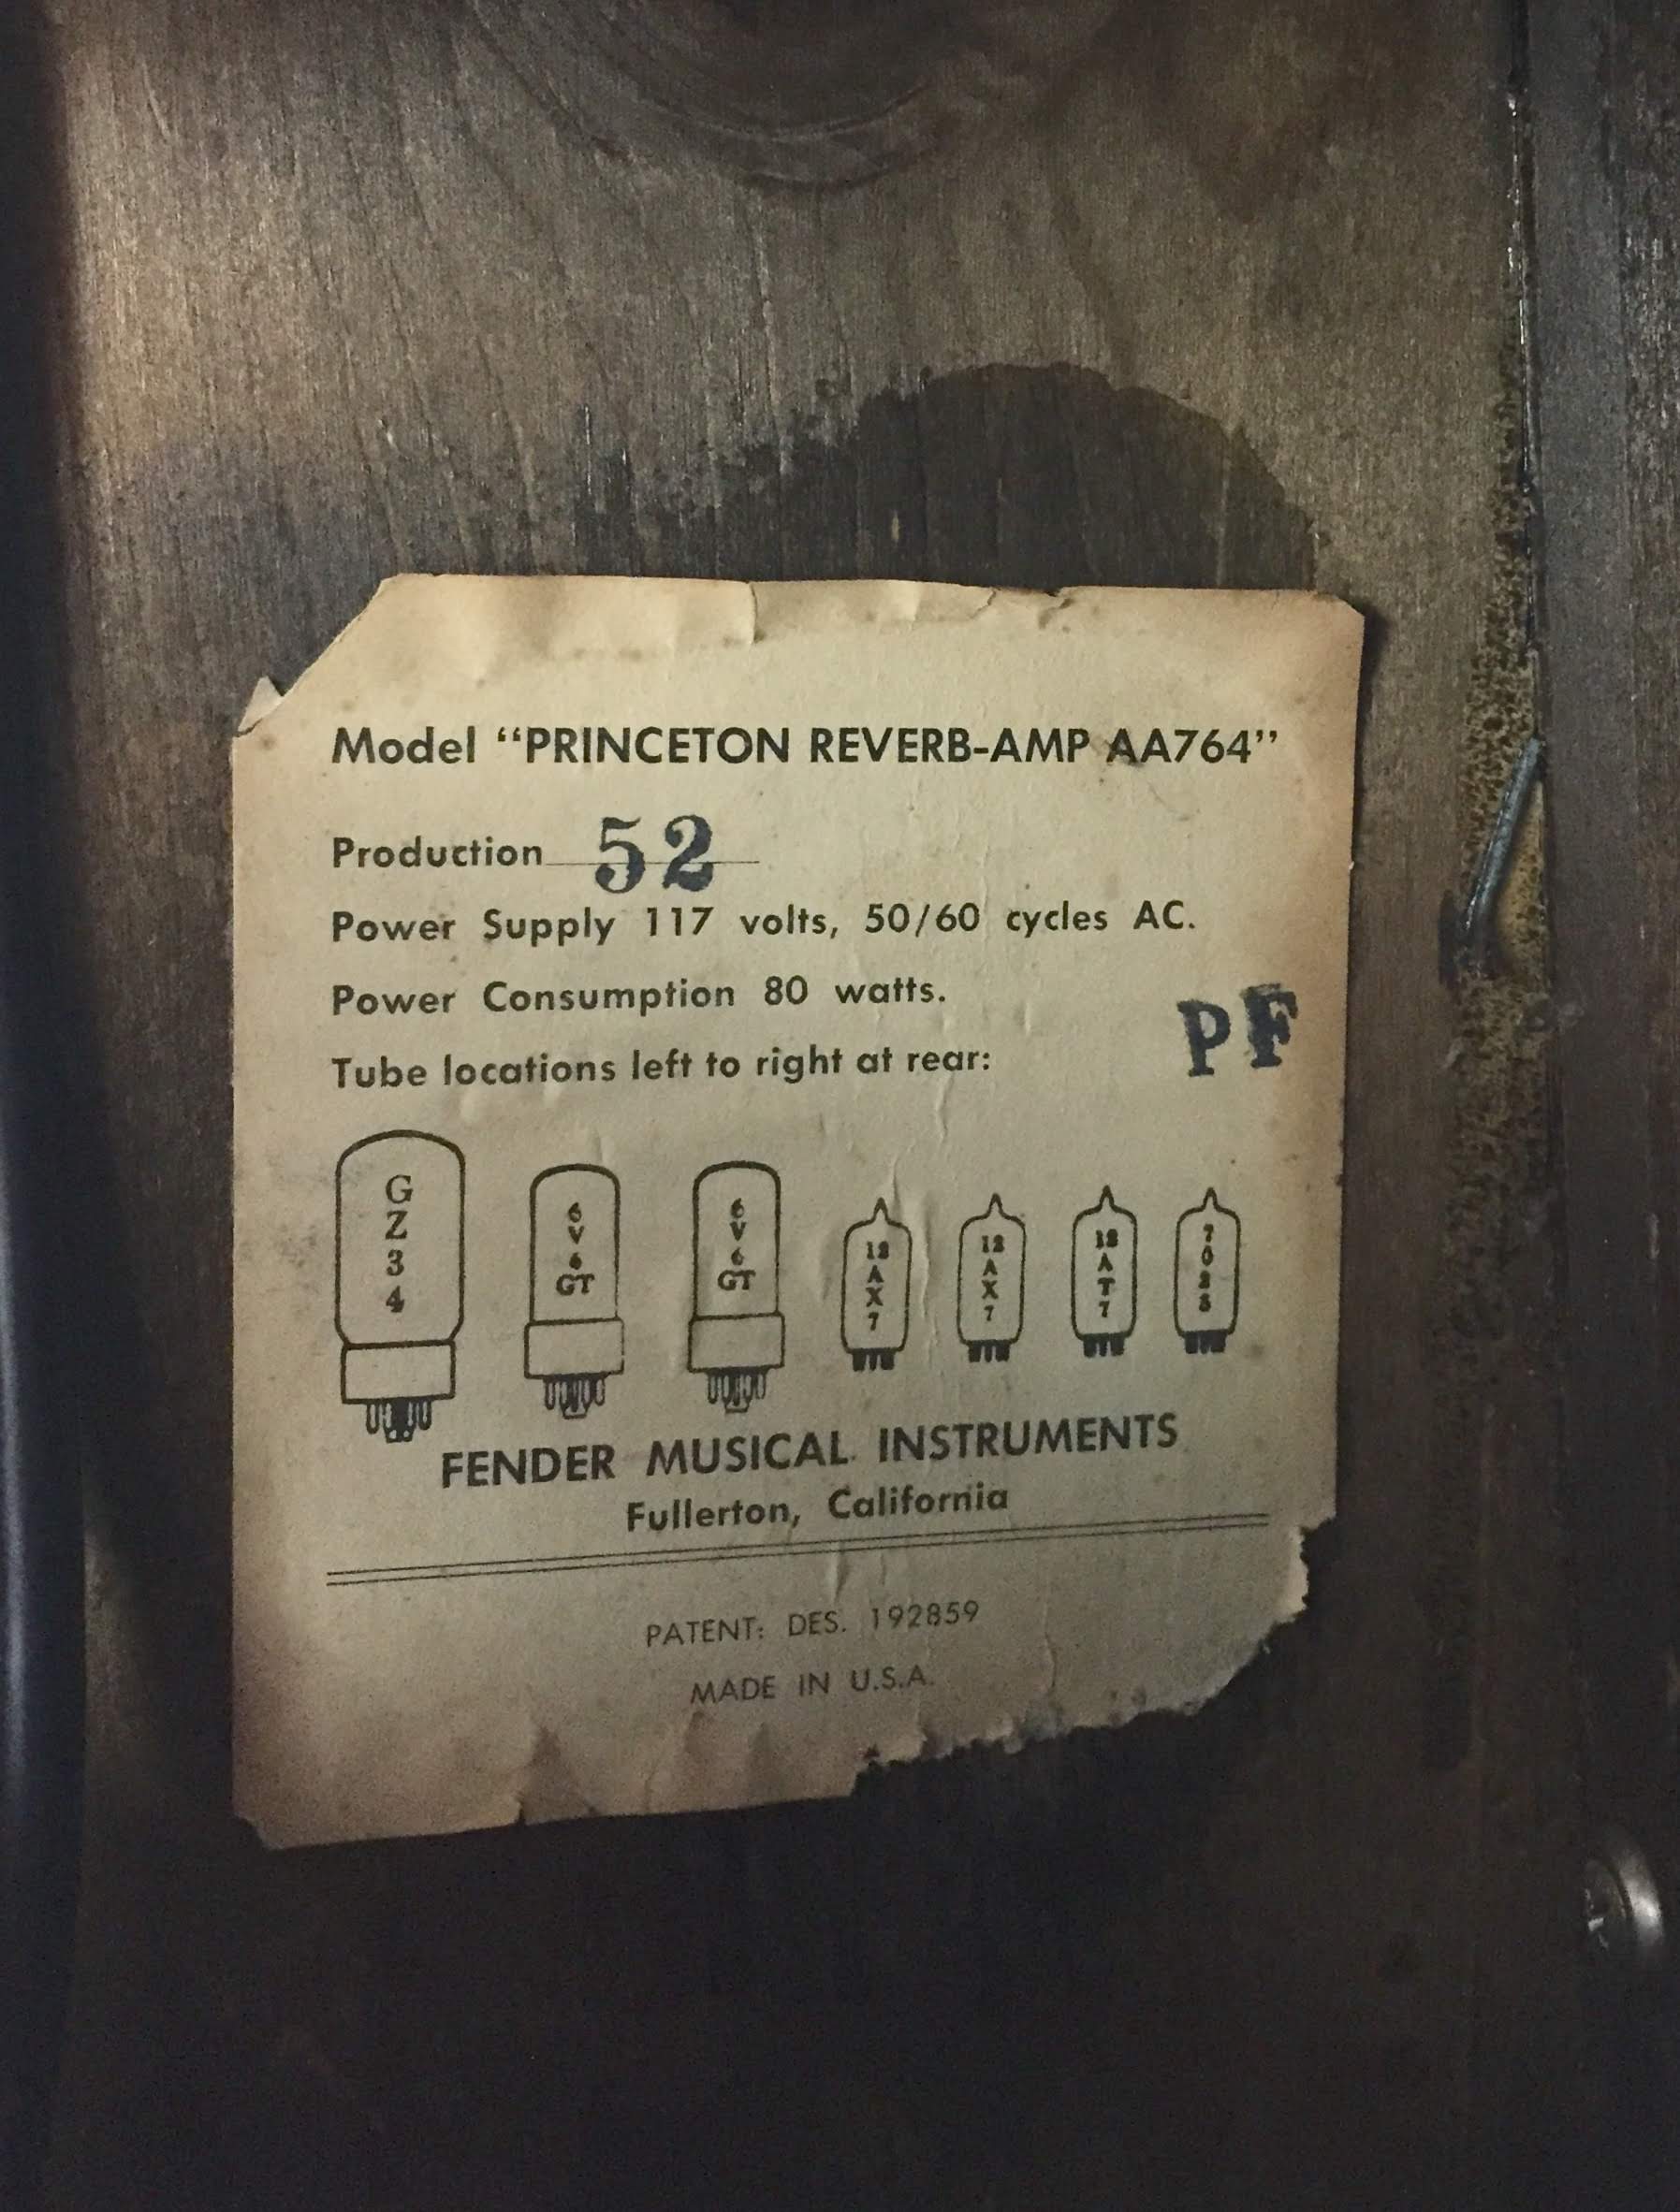 Model “PRINCETON REVERB-AMP AA764”
Production 52
Power Supply 117 volts, 50/60 cycles AC.
Power Consumption 80 watts.
PF
Tube locations left to right at rear:
GZ34 6V6GT 6V6GT 12AX7 12AX7 12AT7 7025
FENDER MUSICAL INSTRUMENTS
Fullerton, California
PATENT: DES. 192859
MADE IN U.S.A.